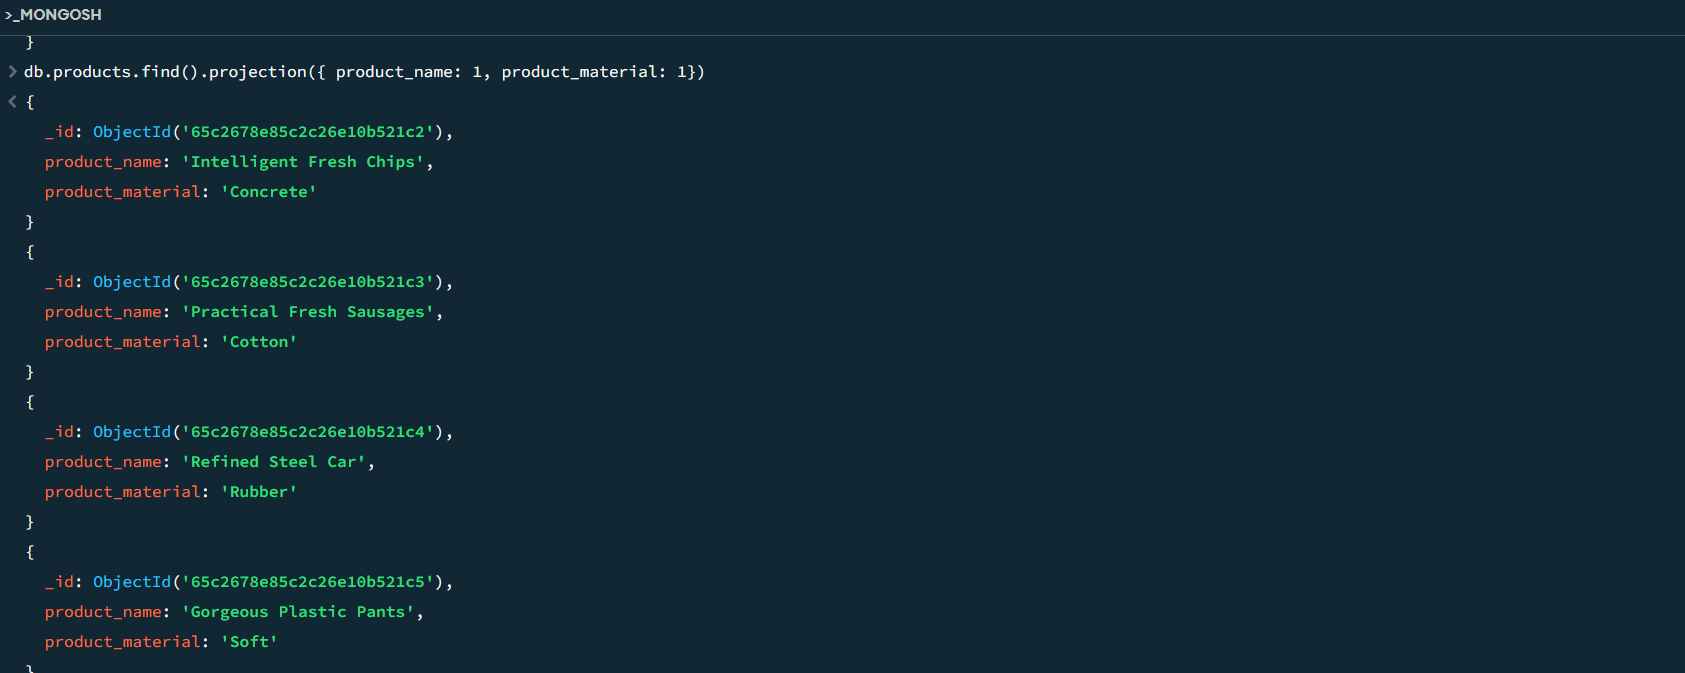 >_MONGOSH
}
> db.products.find().projection({ product_name: 1, product_material: 1})
< {
_id: ObjectId('65c2678e85c2c26e10b521c2'),
product_name: 'Intelligent Fresh Chips',
product_material: 'Concrete'
}
{
_id: ObjectId('65c2678e85c2c26e10b521c3'),
product_name: 'Practical Fresh Sausages',
product_material: 'Cotton'
}
{
_id: ObjectId('65c2678e85c2c26e10b521c4'),
product_name: 'Refined Steel Car',
product_material: 'Rubber'
}
{
_id: ObjectId('65c2678e85c2c26e10b521c5'),
product_name: 'Gorgeous Plastic Pants',
product_material: 'Soft'
}